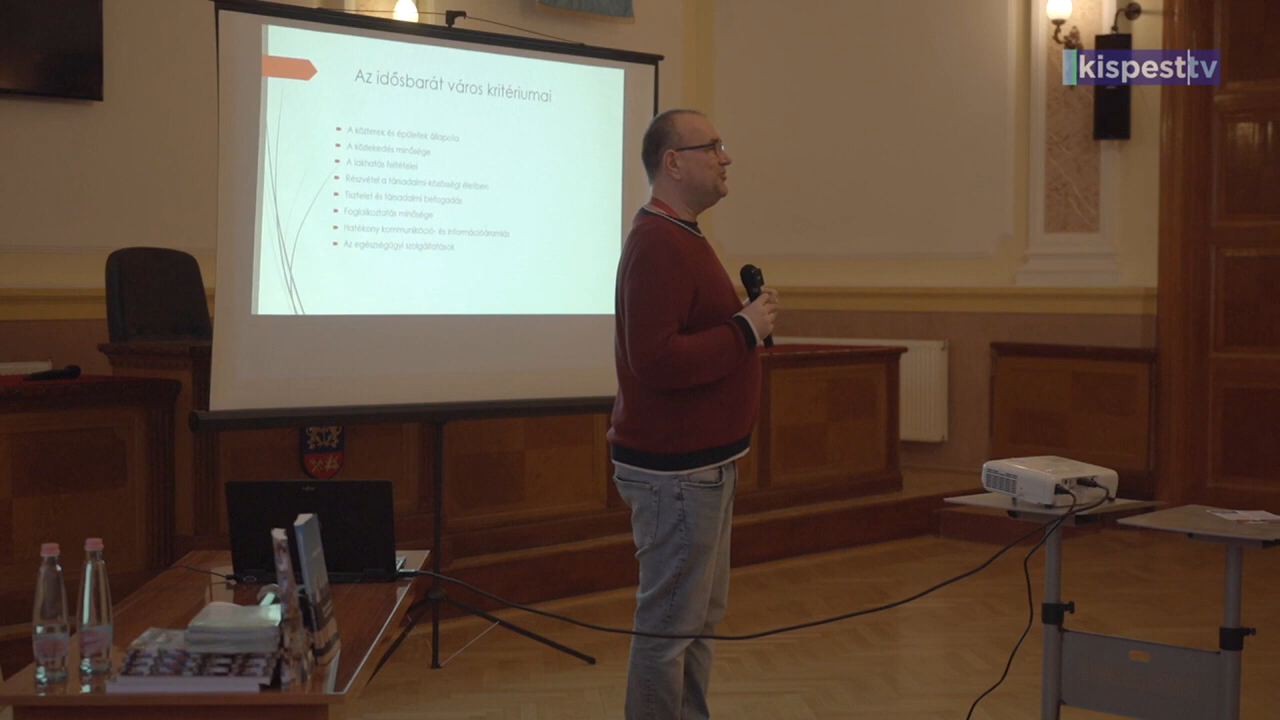 kispest tv
Az idősbarát város kritériumai
A közterek és épületek állapota
A közlekedés minősége
A lakhatás feltételei
Részvétel a társadalmi közösségi életben
Tisztelet és társadalmi befogadás
Foglalkoztatás minősége
Hatékony kommunikáció- és információáramlás
Az egészségügyi szolgáltatások